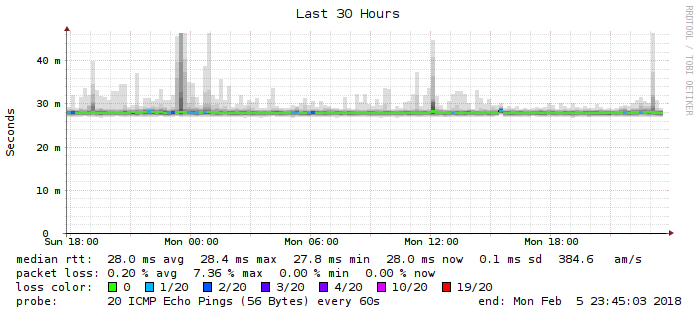 Last 30 Hours
RRDTOOL / TOBI OETIKER
Seconds
40 m
30 m
20 m
10 m
0
Sun 18:00 Mon 00:00 Mon 06:00 Mon 12:00 Mon 18:00
median rtt: 28.0 ms avg 28.4 ms max 27.8 ms min 28.0 ms now 0.1 ms sd 384.6 am/s
packet loss: 0.20 % avg 7.36 % max 0.00 % min 0.00 % now
loss color: 0 1/20 2/20 3/20 4/20 10/20 19/20
probe: 20 ICMP Echo Pings (56 Bytes) every 60s end: Mon Feb 5 23:45:03 2018